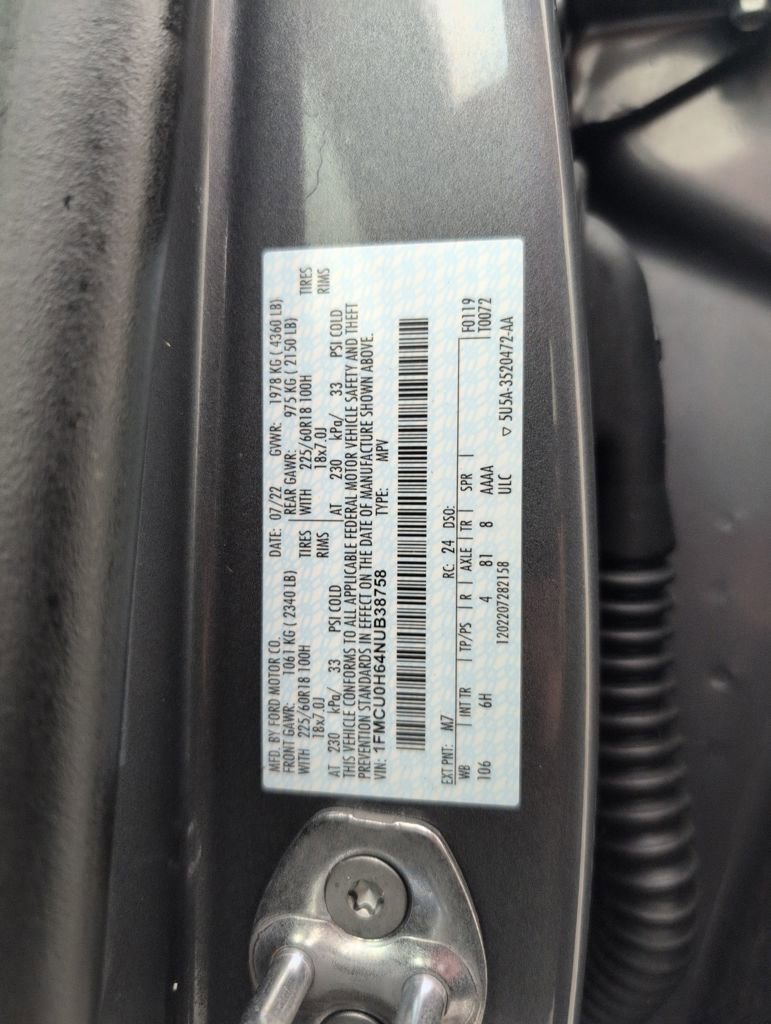 MFD. BY FORD MOTOR CO.
DATE: 07/22 GVWR: 1978 KG ( 4360 LB)
FRONT GAWR: 1061 KG ( 2340 LB) REAR GAWR: 975 KG ( 2150 LB)
WITH 225/60R18 100H TIRES WITH 225/60R18 100H TIRES
18x7.0J RIMS 18x7.0J RIMS
AT 230 kPa/ 33 PSI COLD AT 230 kPa/ 33 PSI COLD
THIS VEHICLE CONFORMS TO ALL APPLICABLE FEDERAL MOTOR VEHICLE SAFETY AND THEFT
PREVENTION STANDARDS IN EFFECT ON THE DATE OF MANUFACTURE SHOWN ABOVE.
VIN: 1FMCU0H64NUB38758 TYPE: MPV
EXT PNT: M7 RC: 24 DSO: F0119
WB | INT TR | TP/PS | R | AXLE | TR | SPR | T0072
106 6H 4 81 8 AAAA
1202207282158 ULC ▽ 5U5A-3520472-AA